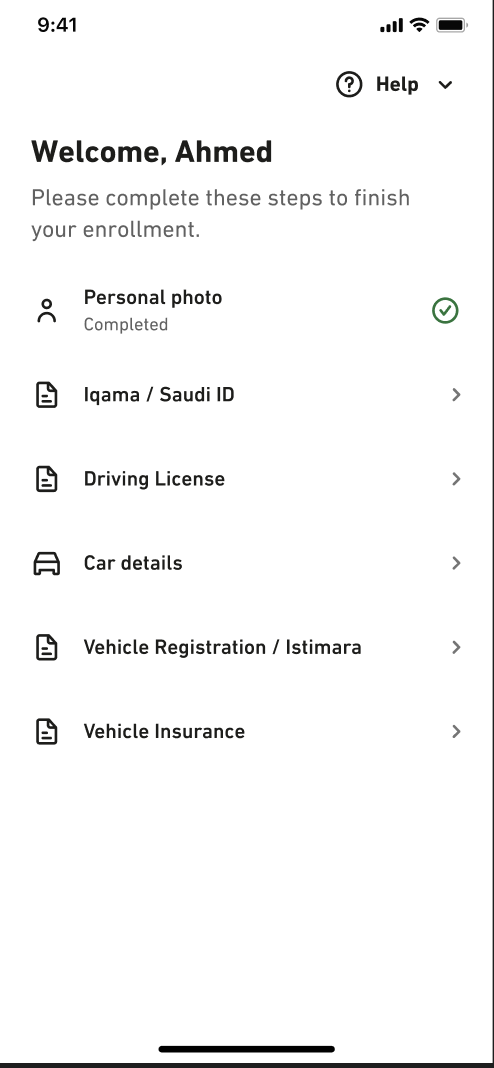 9:41
Help
Welcome, Ahmed
Please complete these steps to finish
your enrollment.
Personal photo
Completed
Iqama / Saudi ID
Driving License
Car details
Vehicle Registration / Istimara
Vehicle Insurance